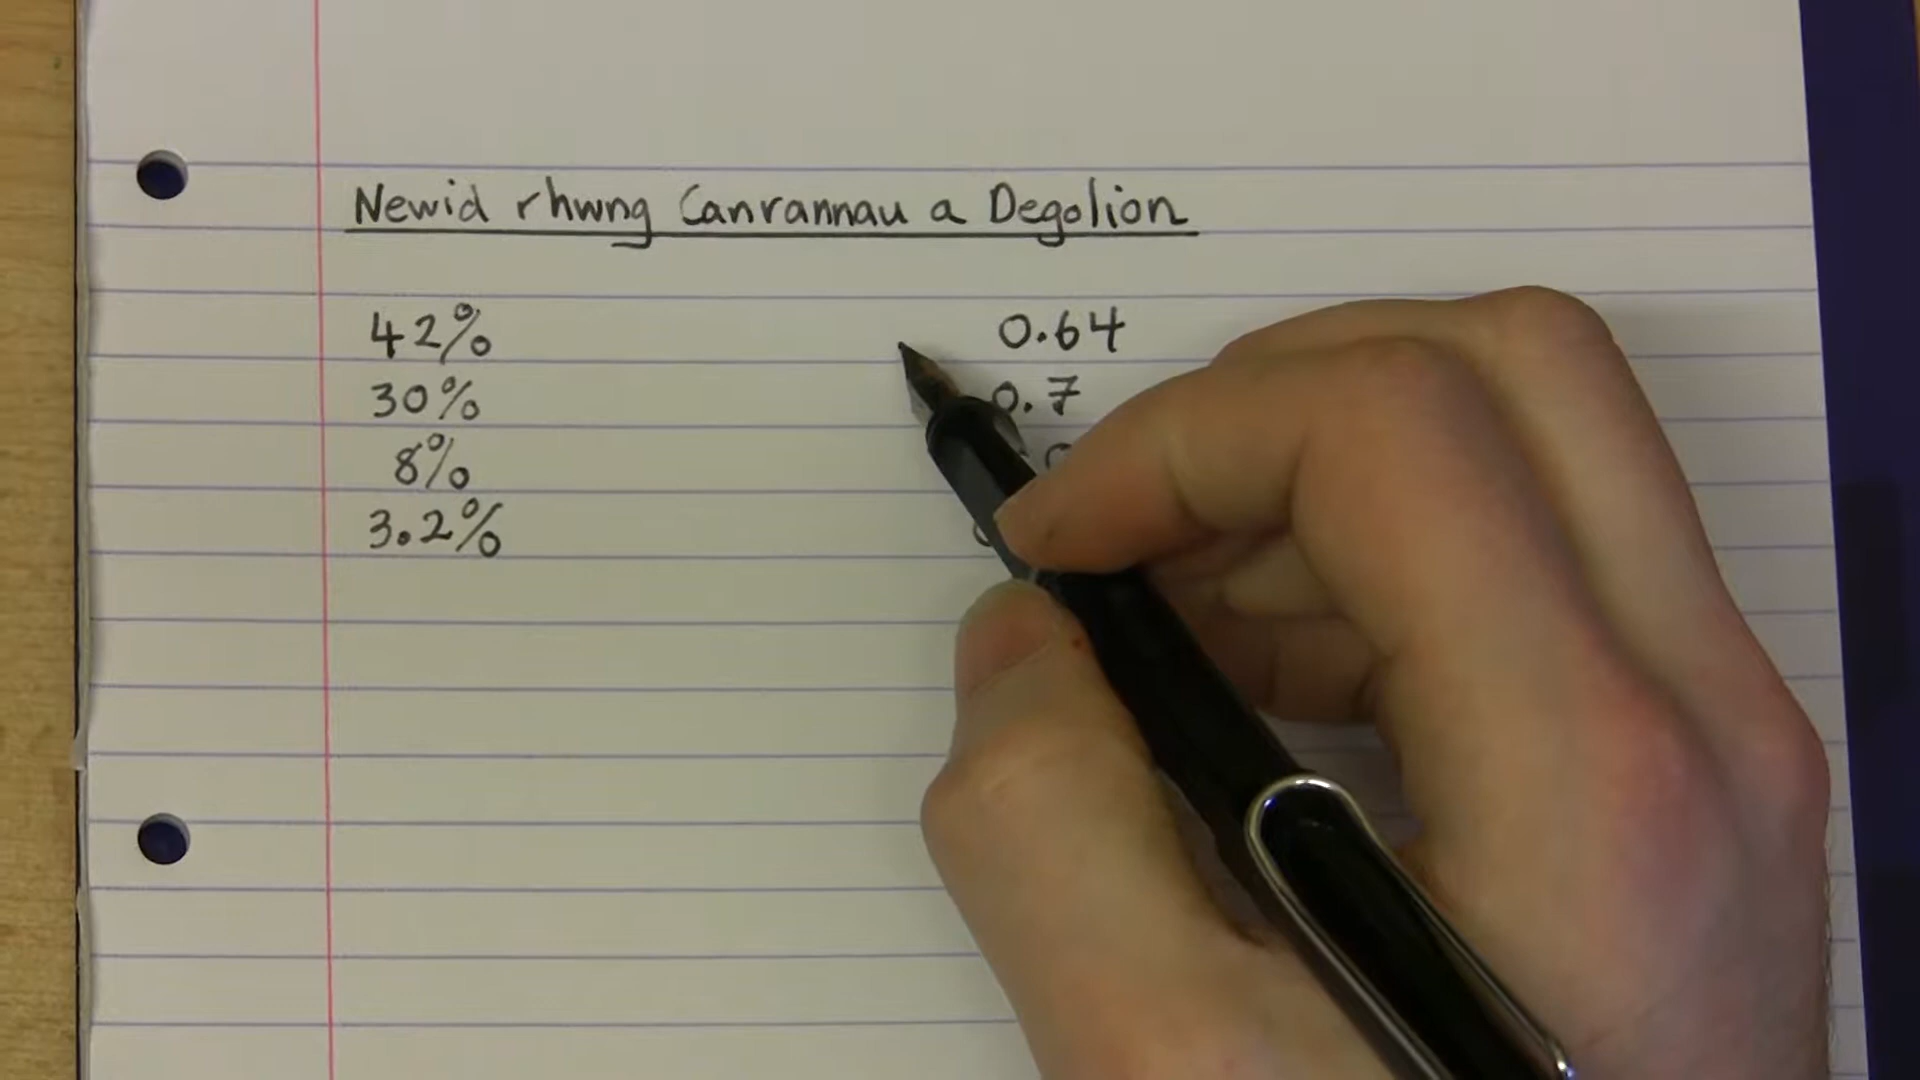 Newid rhwng Canrannau a Degolion
42% 0.64
30% 0.7
8%
3.2%